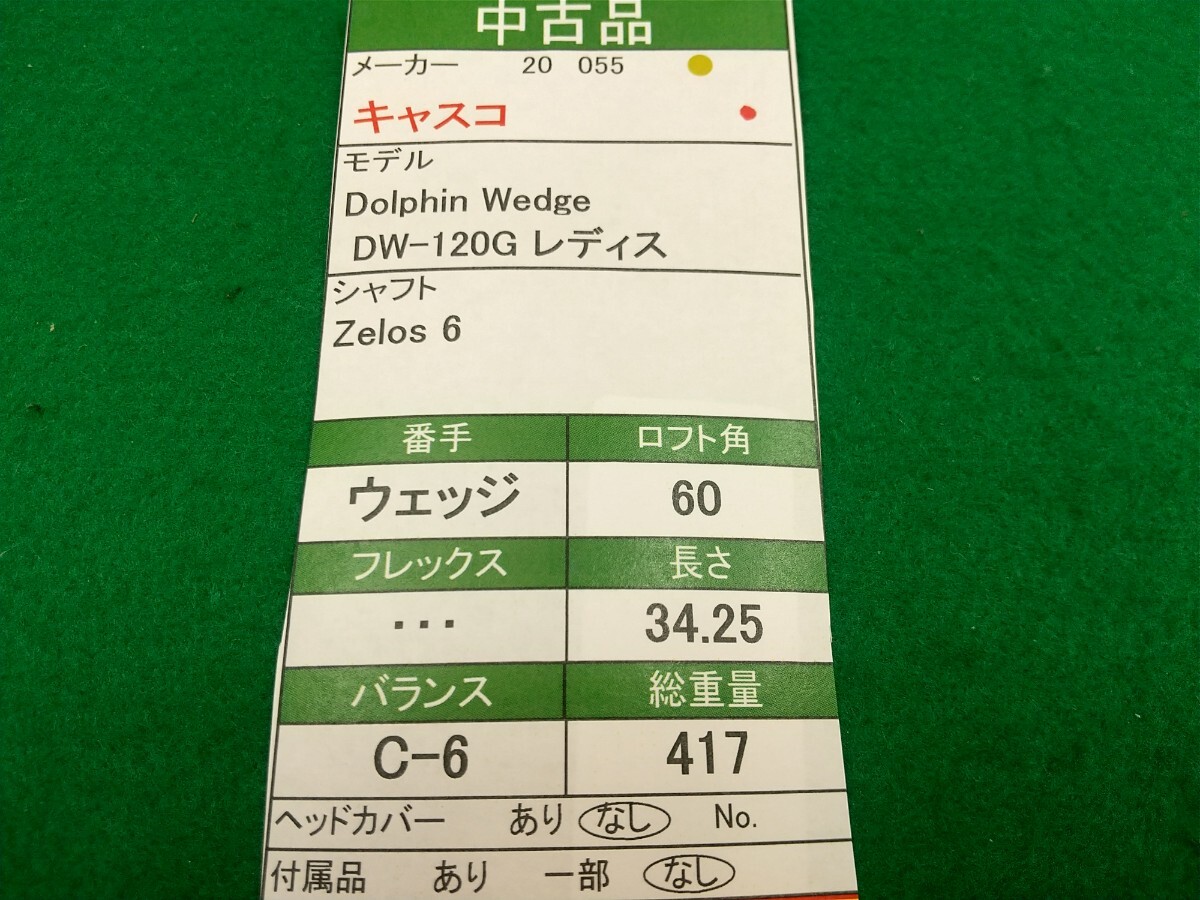 中古品
メーカー 20 055
キャスコ
モデル
Dolphin Wedge
DW-120G レディス
シャフト
Zelos 6
番手 ロフト角
ウェッジ 60
フレックス 長さ
... 34.25
バランス 総重量
C-6 417
ヘッドカバー あり なし No.
付属品 あり 一部 なし